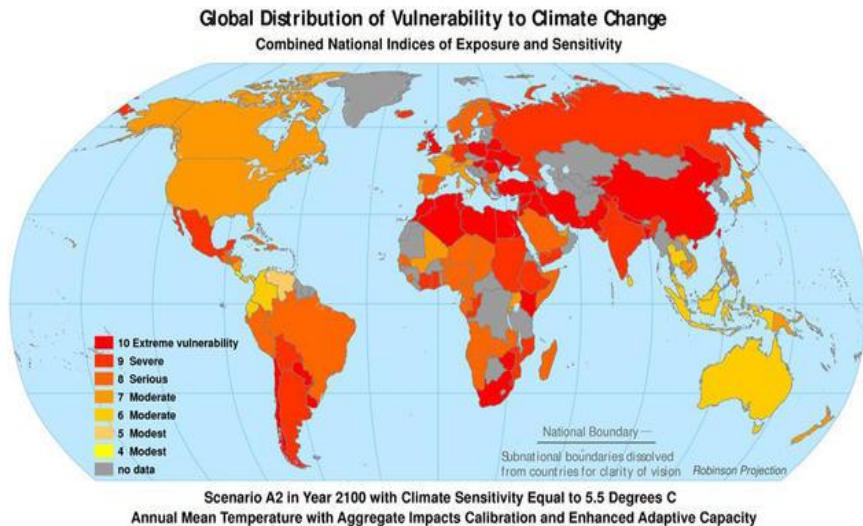 Global Distribution of Vulnerability to Climate Change
Combined National Indices of Exposure and Sensitivity
10 Extreme vulnerability
9 Severe
8 Serious
7 Moderate
6 Moderate
5 Modest
4 Modest
no data
National Boundary —
Subnational boundaries dissolved
from countries for clarity of vision
Robinson Projection
Scenario A2 in Year 2100 with Climate Sensitivity Equal to 5.5 Degrees C
Annual Mean Temperature with Aggregate Impacts Calibration and Enhanced Adaptive Capacity